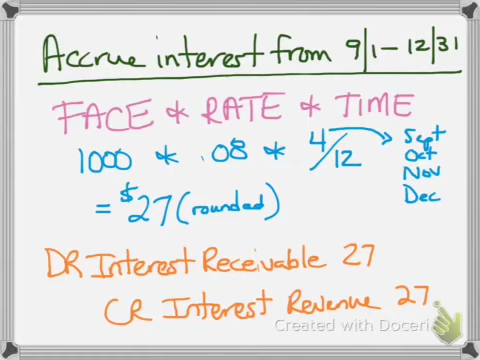 Accrue interest from 9/1 - 12/31
FACE * RATE * TIME
1000 * .08 * 4/12
Sept
Oct
Nov
Dec
= $27 (rounded)
DR Interest Receivable 27
CR Interest Revenue 27
Created with Doceri